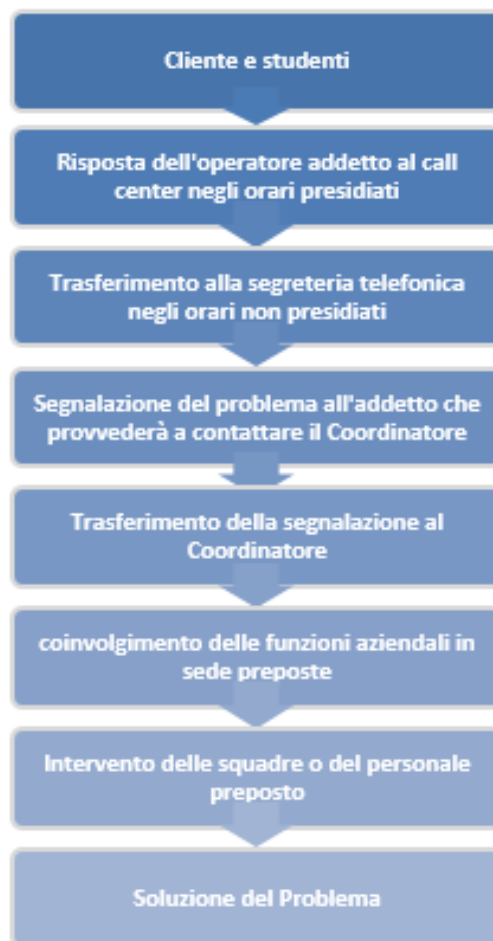 Cliente e studenti
Risposta dell'operatore addetto al call
center negli orari presidiati
Trasferimento alla segreteria telefonica
negli orari non presidiati
Segnalazione del problema all'addetto che
provvederà a contattare il Coordinatore
Trasferimento della segnalazione al
Coordinatore
coinvolgimento delle funzioni aziendali in
sede preposte
Intervento delle squadre o del personale
preposto
Soluzione del Problema